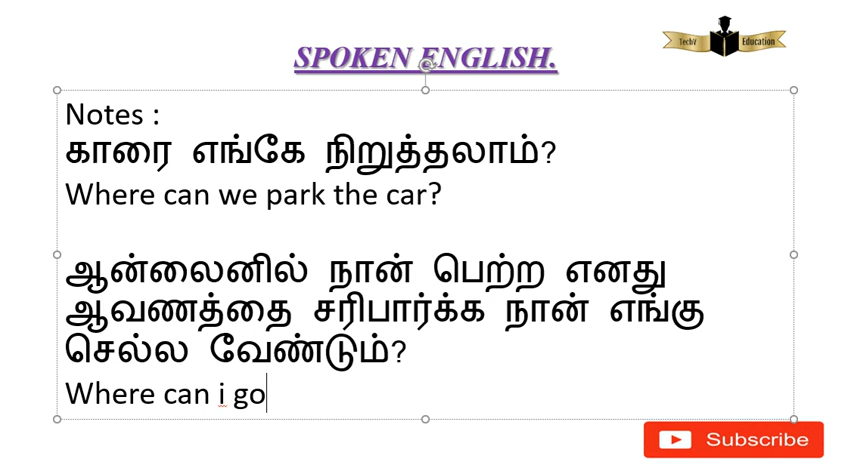 SPOKEN ENGLISH.
TechY Education
Notes :
காரை எங்கே நிறுத்தலாம்?
Where can we park the car?
ஆன்லைனில் நான் பெற்ற எனது
ஆவணத்தை சரிபார்க்க நான் எங்கு
செல்ல வேண்டும்?
Where can i go
Subscribe